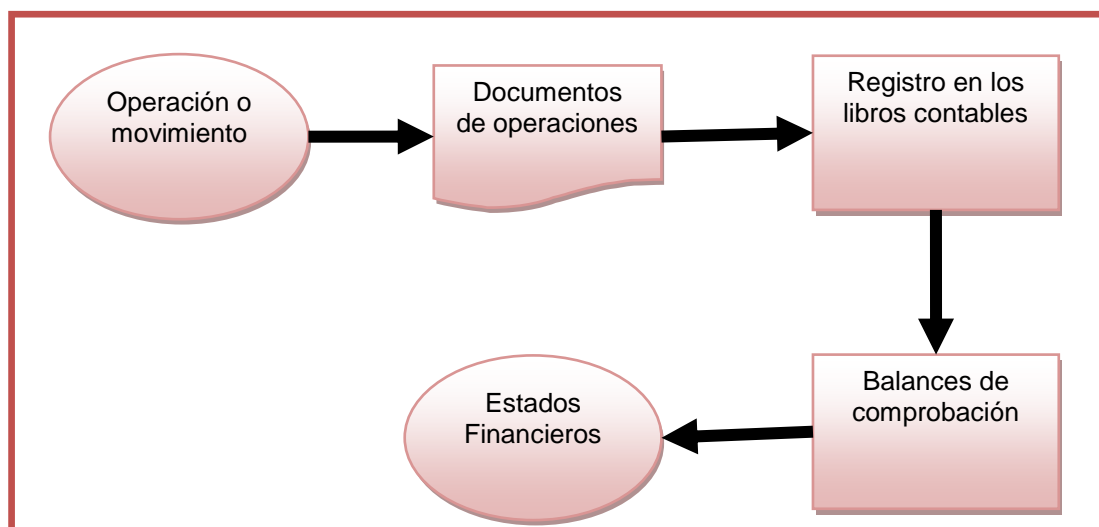 Operación o
movimiento
Documentos
de operaciones
Registro en los
libros contables
Balances de
comprobación
Estados
Financieros